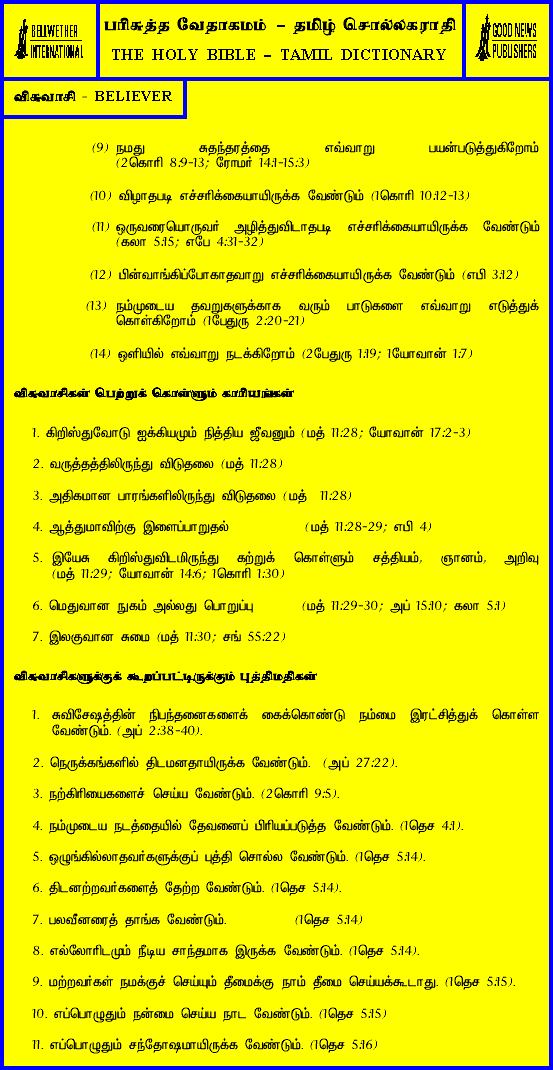 BELLWETHER
INTERNATIONAL
பரிசுத்த வேதாகமம் – தமிழ் சொல்லகராதி
THE HOLY BIBLE – TAMIL DICTIONARY
GOOD NEWS
PUBLISHERS
விசுவாசி - BELIEVER
(9) நமது சுதந்தரத்தை எவ்வாறு பயன்படுத்துகிறோம்
(2கொரி 8:9-13; ரோமர் 14:1-15:3)
(10) விழாதபடி எச்சரிக்கையாயிருக்க வேண்டும் (1கொரி 10:12-13)
(11) ஒருவரையொருவர் அழித்துவிடாதபடி எச்சரிக்கையாயிருக்க வேண்டும்
(கலா 5:15; எபே 4:31-32)
(12) பின்வாங்கிப்போகாதவாறு எச்சரிக்கையாயிருக்க வேண்டும் (எபி 3:12)
(13) நம்முடைய தவறுகளுக்காக வரும் பாடுகளை எவ்வாறு எடுத்துக்
கொள்கிறோம் (1பேதுரு 2:20-21)
(14) ஒளியில் எவ்வாறு நடக்கிறோம் (2பேதுரு 1:19; 1யோவான் 1:7)
விசுவாசிகள் பெற்றுக் கொள்ளும் காரியங்கள்
1. கிறிஸ்துவோடு ஐக்கியமும் நித்திய ஜீவனும் (மத் 11:28; யோவான் 17:2-3)
2. வருத்தத்திலிருந்து விடுதலை (மத் 11:28)
3. அதிகமான பாரங்களிலிருந்து விடுதலை (மத் 11:28)
4. ஆத்துமாவிற்கு இளைப்பாறுதல் (மத் 11:28-29; எபி 4)
5. இயேசு கிறிஸ்துவிடமிருந்து கற்றுக் கொள்ளும் சத்தியம், ஞானம், அறிவு
(மத் 11:29; யோவான் 14:6; 1கொரி 1:30)
6. மெதுவான நுகம் அல்லது பொறுப்பு (மத் 11:29-30; அப் 15:10; கலா 5:1)
7. இலகுவான சுமை (மத் 11:30; சங் 55:22)
விசுவாசிகளுக்குக் கூறப்பட்டிருக்கும் புத்திமதிகள்
1. சுவிசேஷத்தின் நிபந்தனைகளைக் கைக்கொண்டு நம்மை இரட்சித்துக் கொள்ள
வேண்டும். (அப் 2:38-40).
2. நெருக்கங்களில் திடமனதாயிருக்க வேண்டும். (அப் 27:22).
3. நற்கிரியைகளைச் செய்ய வேண்டும். (2கொரி 9:5).
4. நம்முடைய நடத்தையில் தேவனைப் பிரியப்படுத்த வேண்டும். (1தெச 4:1).
5. ஒழுங்கில்லாதவர்களுக்குப் புத்தி சொல்ல வேண்டும். (1தெச 5:14).
6. திடனற்றவர்களைத் தேற்ற வேண்டும். (1தெச 5:14).
7. பலவீனரைத் தாங்க வேண்டும். (1தெச 5:14)
8. எல்லோரிடமும் நீடிய சாந்தமாக இருக்க வேண்டும். (1தெச 5:14).
9. மற்றவர்கள் நமக்குச் செய்யும் தீமைக்கு நாம் தீமை செய்யக்கூடாது. (1தெச 5:15).
10. எப்பொழுதும் நன்மை செய்ய நாட வேண்டும். (1தெச 5:15)
11. எப்பொழுதும் சந்தோஷமாயிருக்க வேண்டும். (1தெச 5:16)